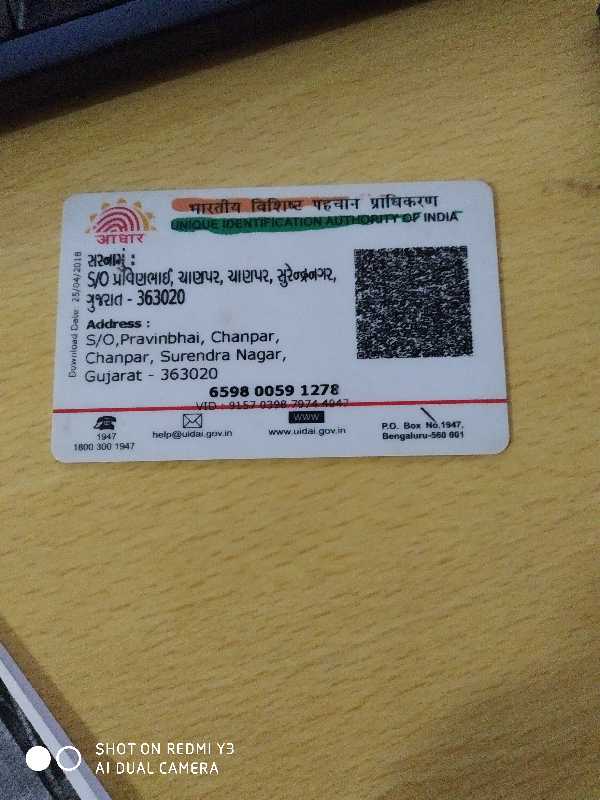 भारतीय विशिष्ट पहचान प्राधिकरण
UNIQUE IDENTIFICATION AUTHORITY OF INDIA
आधार
Download Date: 25/04/2018
સરનામું :
S/O પ્રવિણભાઈ, ચાણપર, ચાણપર, સુરેન્દ્રનગર,
ગુજરાત - 363020
Address :
S/O,Pravinbhai, Chanpar,
Chanpar, Surendra Nagar,
Gujarat - 363020
6598 0059 1278
VID : 9157 0398 7974
1947
1800 300 1947
help@uidai.gov.in
WWW
www.uidai.gov.in
P.O. Box No.1947,
Bengaluru-560 001
SHOT ON REDMI Y3
AI DUAL CAMERA